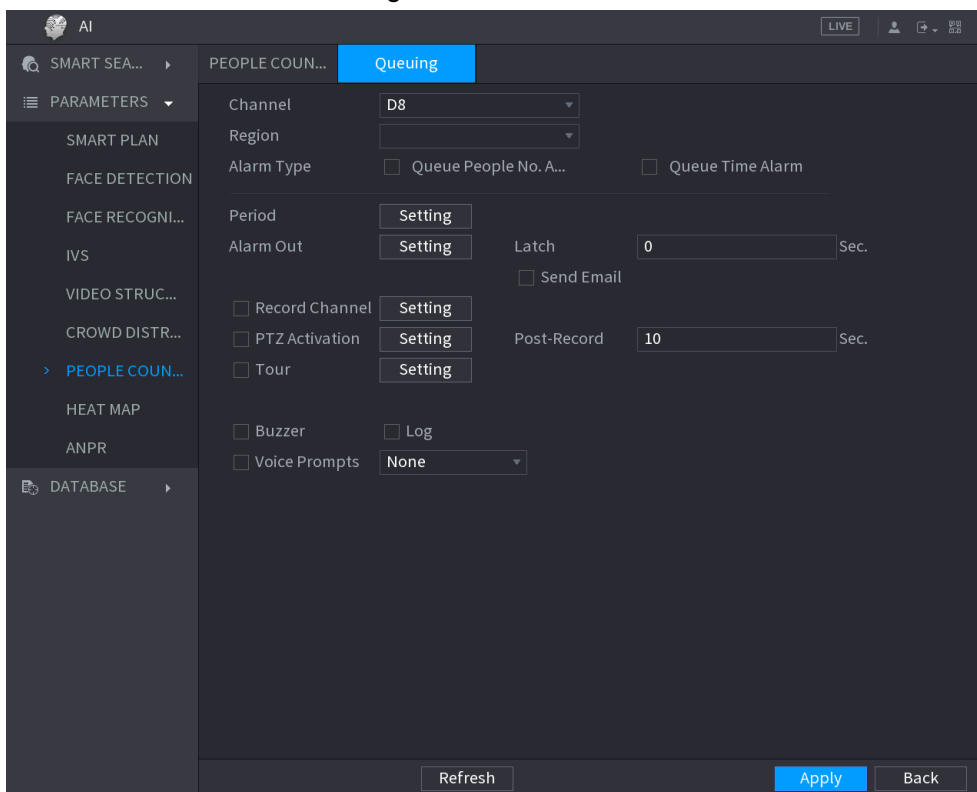 AI
LIVE
SMART SEA...
PEOPLE COUN...
Queuing
PARAMETERS
SMART PLAN
FACE DETECTION
FACE RECOGNI...
IVS
VIDEO STRUC...
CROWD DISTR...
> PEOPLE COUN...
HEAT MAP
ANPR
DATABASE
Channel D8
Region
Alarm Type Queue People No. A... Queue Time Alarm
Period Setting
Alarm Out Setting Latch 0 Sec.
Send Email
Record Channel Setting
PTZ Activation Setting Post-Record 10 Sec.
Tour Setting
Buzzer Log
Voice Prompts None
Refresh Apply Back